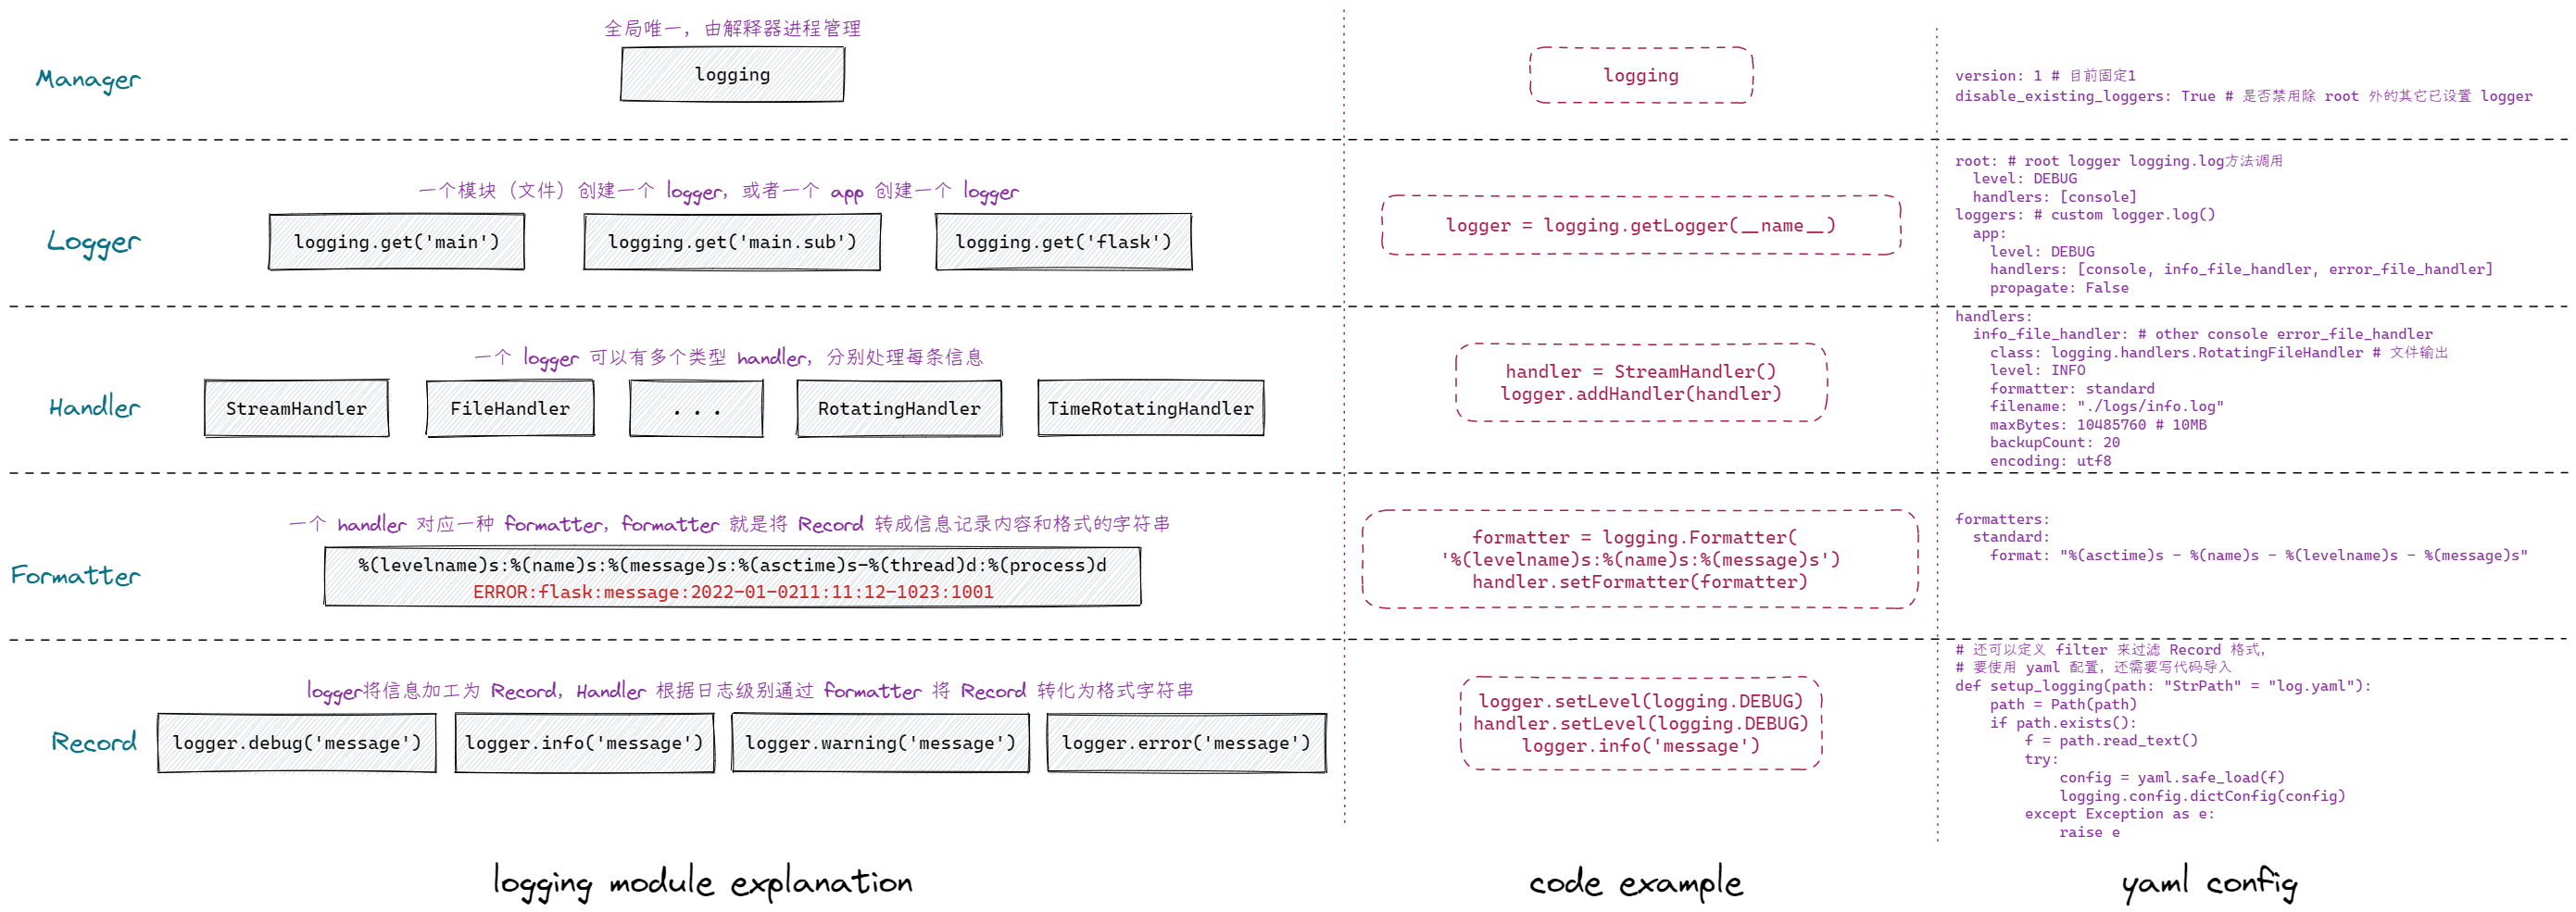 全局唯一，由解释器进程管理
Manager
logging
logging
version: 1 # 目前固定1
disable_existing_loggers: True # 是否禁用除 root 外的其它已设置 logger
一个模块（文件）创建一个 logger，或者一个 app 创建一个 logger
Logger
logging.get('main')
logging.get('main.sub')
logging.get('flask')
logger = logging.getLogger(__name__)
root: # root logger logging.log方法调用
level: DEBUG
handlers: [console]
loggers: # custom logger.log()
app:
level: DEBUG
handlers: [console, info_file_handler, error_file_handler]
propagate: False
一个 logger 可以有多个类型 handler，分别处理每条信息
Handler
StreamHandler
FileHandler
...
RotatingHandler
TimeRotatingHandler
handler = StreamHandler()
logger.addHandler(handler)
handlers:
info_file_handler: # other console error_file_handler
class: logging.handlers.RotatingFileHandler # 文件输出
level: INFO
formatter: standard
filename: "./logs/info.log"
maxBytes: 10485760 # 10MB
backupCount: 20
encoding: utf8
一个 handler 对应一种 formatter，formatter 就是将 Record 转成信息记录内容和格式的字符串
Formatter
%(levelname)s:%(name)s:%(message)s:%(asctime)s-%(thread)d:%(process)d
ERROR:flask:message:2022-01-0211:11:12-1023:1001
formatter = logging.Formatter(
'%(levelname)s:%(name)s:%(message)s')
handler.setFormatter(formatter)
formatters:
standard:
format: "%(asctime)s - %(name)s - %(levelname)s - %(message)s"
logger将信息加工为 Record，Handler 根据日志级别通过 formatter 将 Record 转化为格式字符串
Record
logger.debug('message')
logger.info('message')
logger.warning('message')
logger.error('message')
logger.setLevel(logging.DEBUG)
handler.setLevel(logging.DEBUG)
logger.info('message')
# 还可以定义 filter 来过滤 Record 格式，
# 要使用 yaml 配置，还需要写代码导入
def setup_logging(path: "StrPath" = "log.yaml"):
path = Path(path)
if path.exists():
f = path.read_text()
try:
config = yaml.safe_load(f)
logging.config.dictConfig(config)
except Exception as e:
raise e
logging module explanation
code example
yaml config